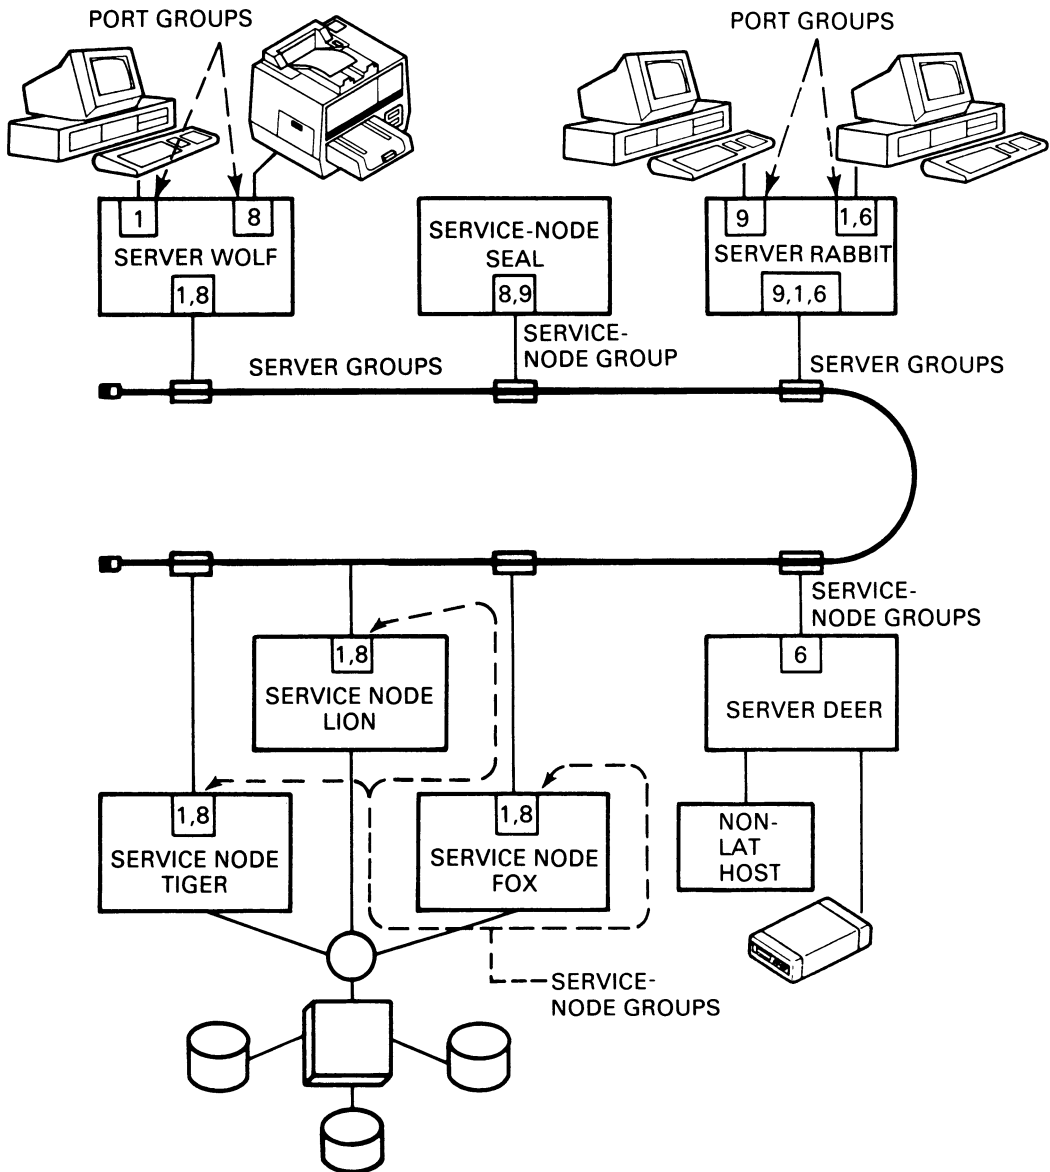 PORT GROUPS
PORT GROUPS
1
8
SERVER WOLF
1,8
SERVICE-NODE
SEAL
8,9
9
1,6
SERVER RABBIT
9,1,6
SERVER GROUPS
SERVICE-
NODE GROUP
SERVER GROUPS
1,8
SERVICE NODE
LION
SERVICE-
NODE GROUPS
6
SERVER DEER
1,8
SERVICE NODE
TIGER
1,8
SERVICE NODE
FOX
NON-
LAT
HOST
SERVICE-
NODE GROUPS